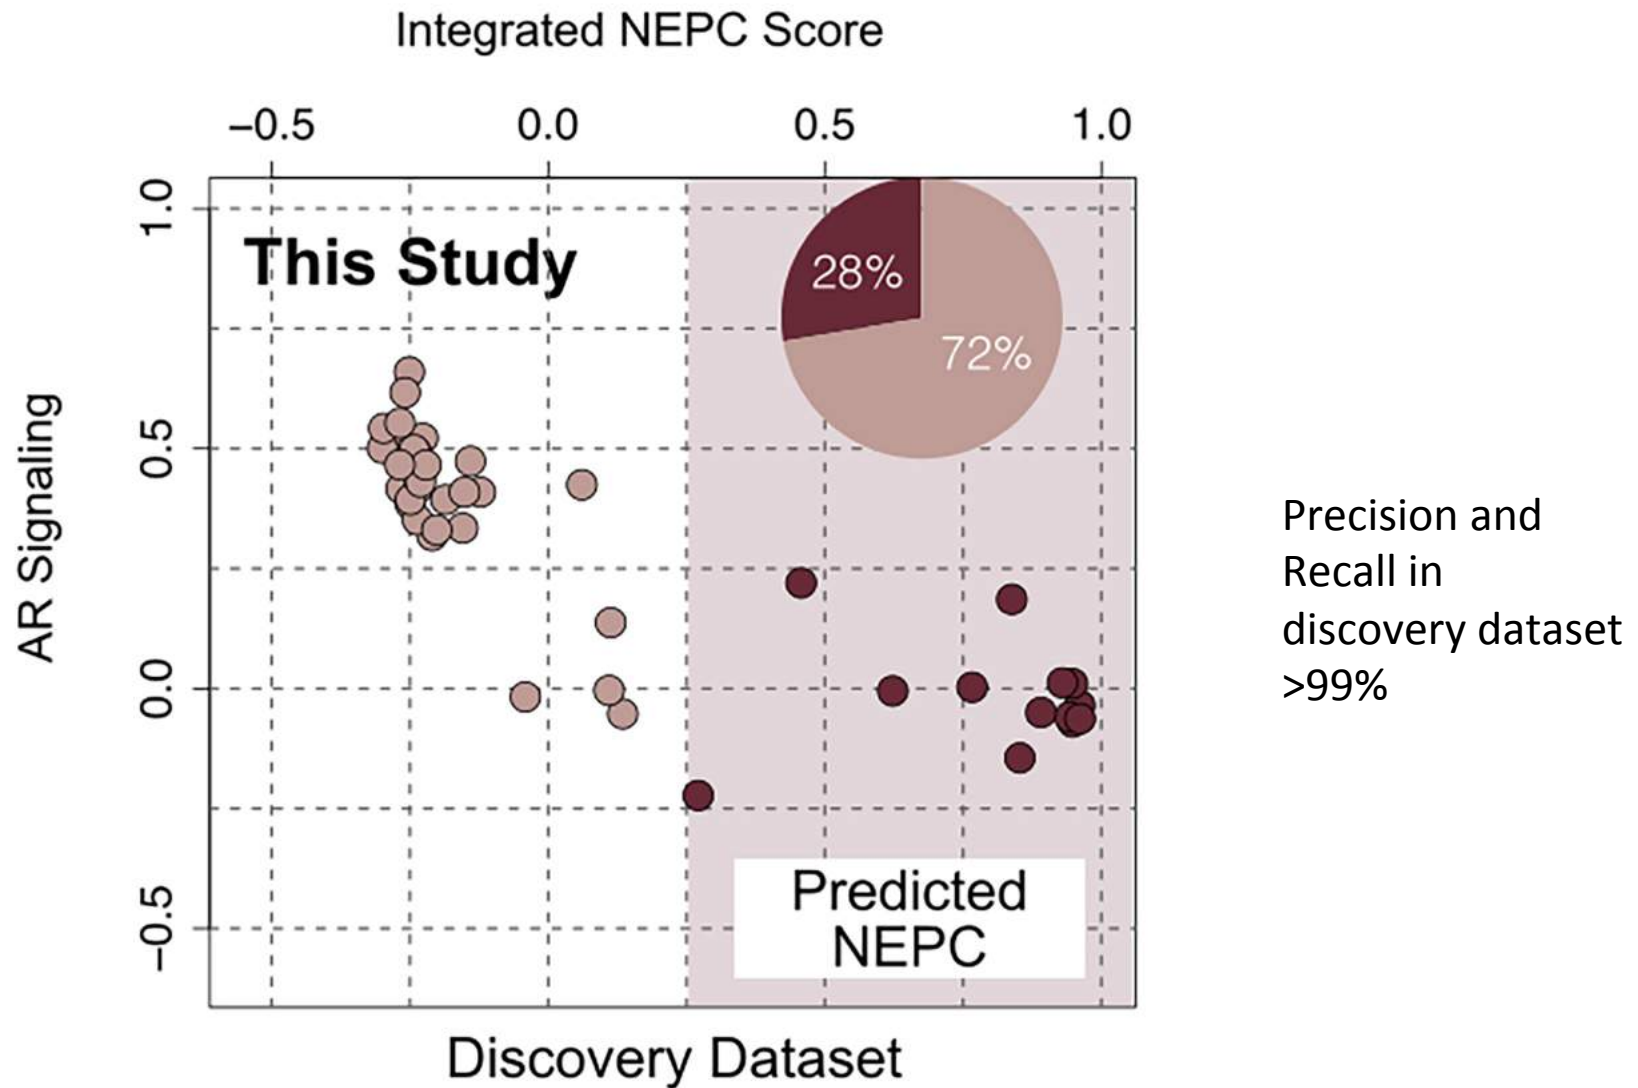 Integrated NEPC Score
−0.5 0.0 0.5 1.0
1.0
0.5
0.0
−0.5
AR Signaling
This Study
28%
72%
Predicted
NEPC
Discovery Dataset
Precision and
Recall in
discovery dataset
>99%